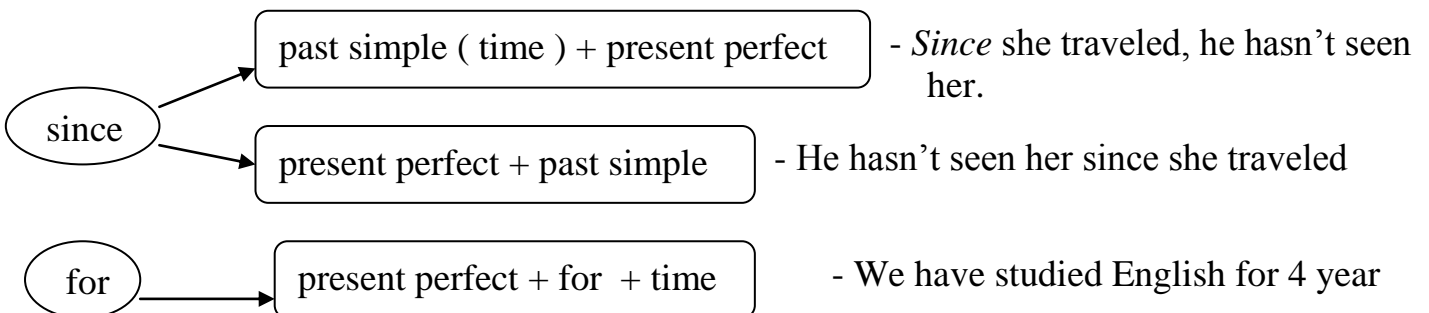 past simple ( time ) + present perfect - Since she traveled, he hasn’t seen
her.
since
present perfect + past simple - He hasn’t seen her since she traveled
for present perfect + for + time - We have studied English for 4 year